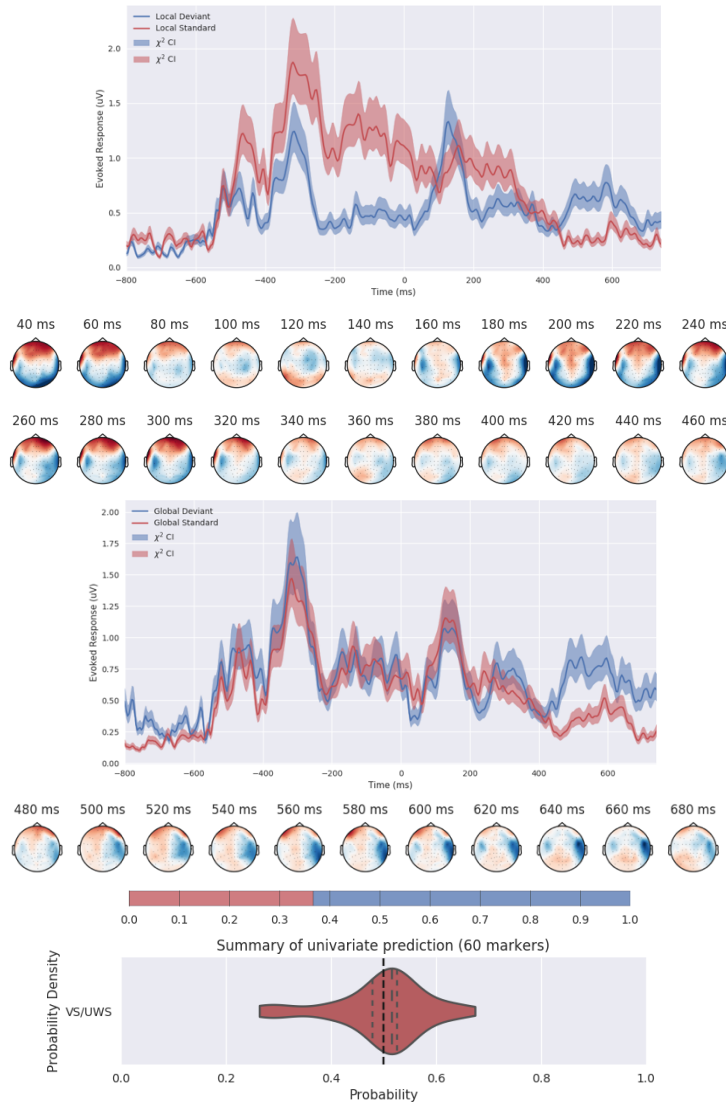 Local Deviant
Local Standard
χ² CI
χ² CI
2.0
1.5
1.0
0.5
0.0
Evoked Response (uV)
−800 −600 −400 −200 0 200 400 600
Time (ms)
40 ms 60 ms 80 ms 100 ms 120 ms 140 ms 160 ms 180 ms 200 ms 220 ms 240 ms
260 ms 280 ms 300 ms 320 ms 340 ms 360 ms 380 ms 400 ms 420 ms 440 ms 460 ms
Global Deviant
Global Standard
χ² CI
χ² CI
2.00
1.75
1.50
1.25
1.00
0.75
0.50
0.25
0.00
Evoked Response (uV)
−800 −600 −400 −200 0 200 400 600
Time (ms)
480 ms 500 ms 520 ms 540 ms 560 ms 580 ms 600 ms 620 ms 640 ms 660 ms 680 ms
0.0 0.1 0.2 0.3 0.4 0.5 0.6 0.7 0.8 0.9 1.0
Summary of univariate prediction (60 markers)
Probability Density
VS/UWS
0.0 0.2 0.4 0.6 0.8 1.0
Probability